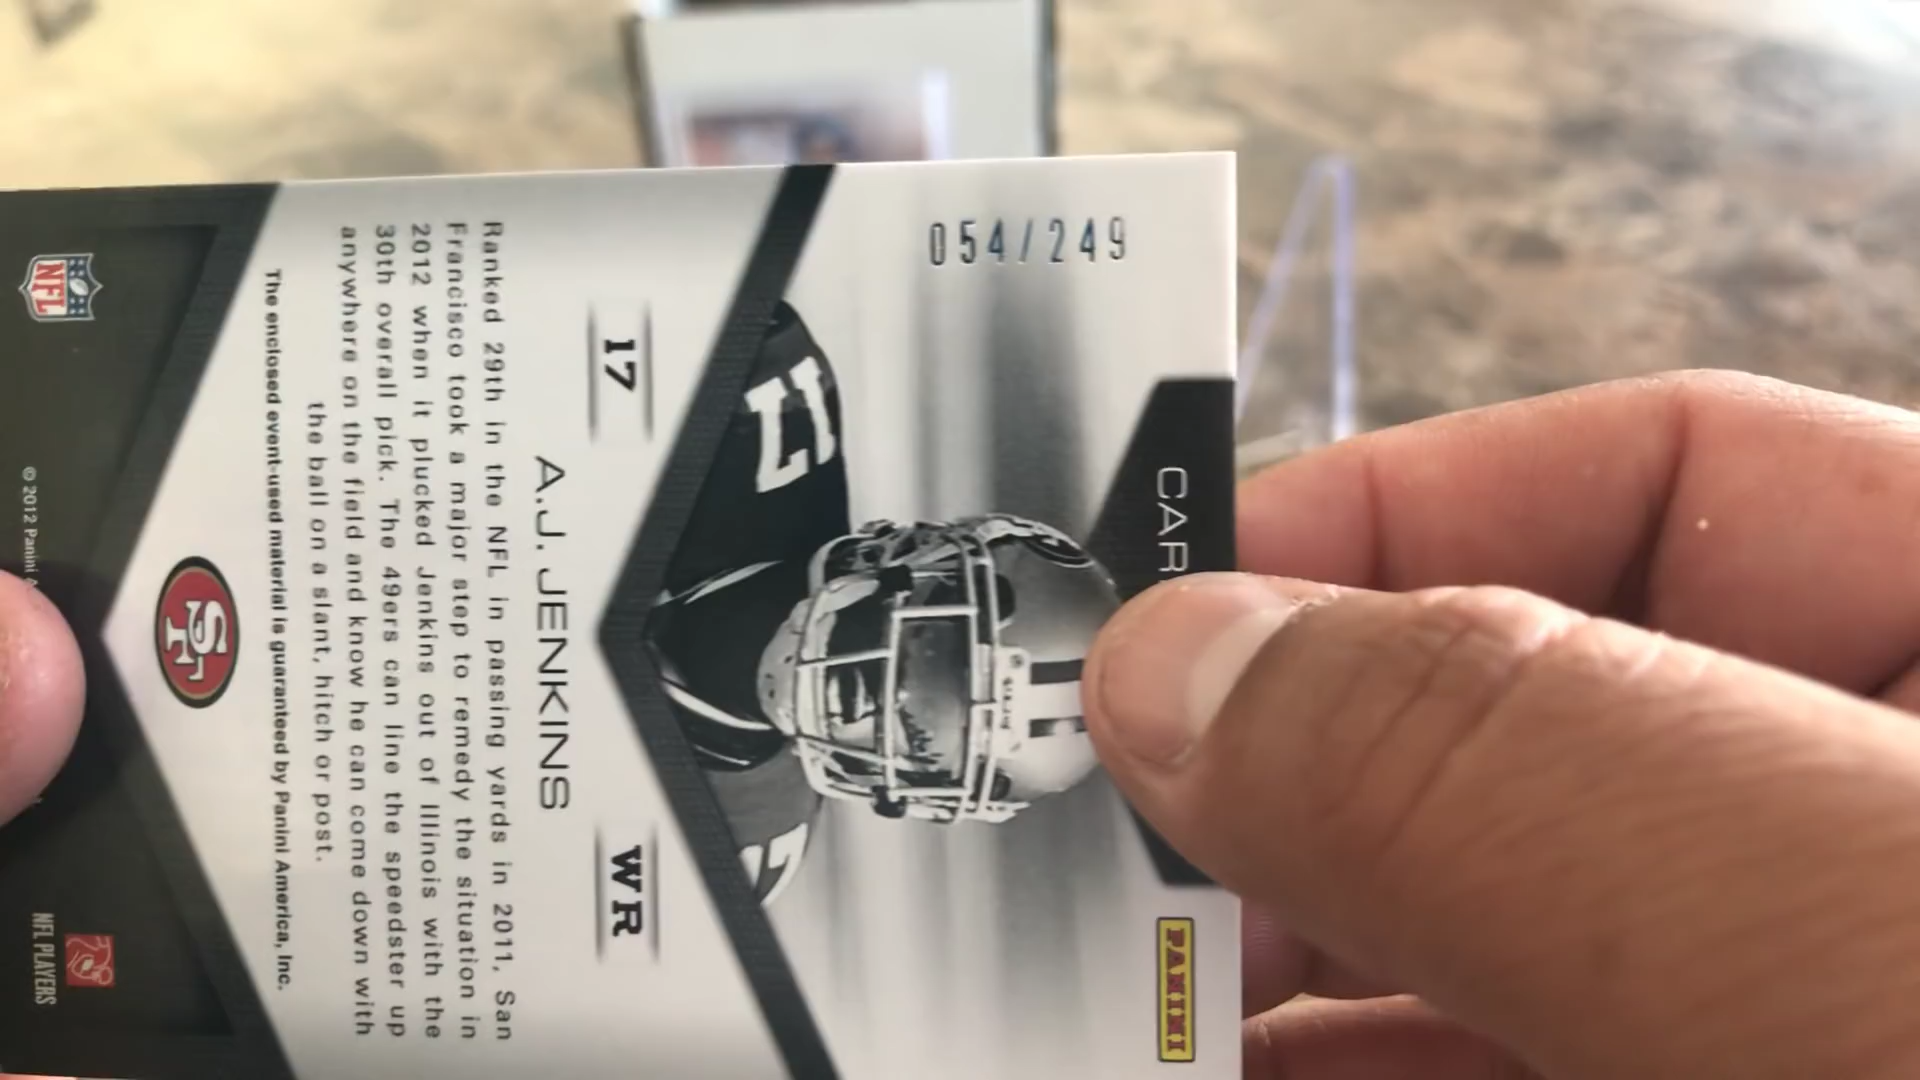 CAR
PANINI
054/249
17
WR
A.J. JENKINS
Ranked 29th in the NFL in passing yards in 2011, San
Francisco took a major step to remedy the situation in
2012 when it plucked Jenkins out of Illinois with the
30th overall pick. The 49ers can line the speedster up
anywhere on the field and know he can come down with
the ball on a slant, hitch or post.
The enclosed event-used material is guaranteed by Panini America, Inc.
SF
NFL
NFL PLAYERS
© 2012 Panini A